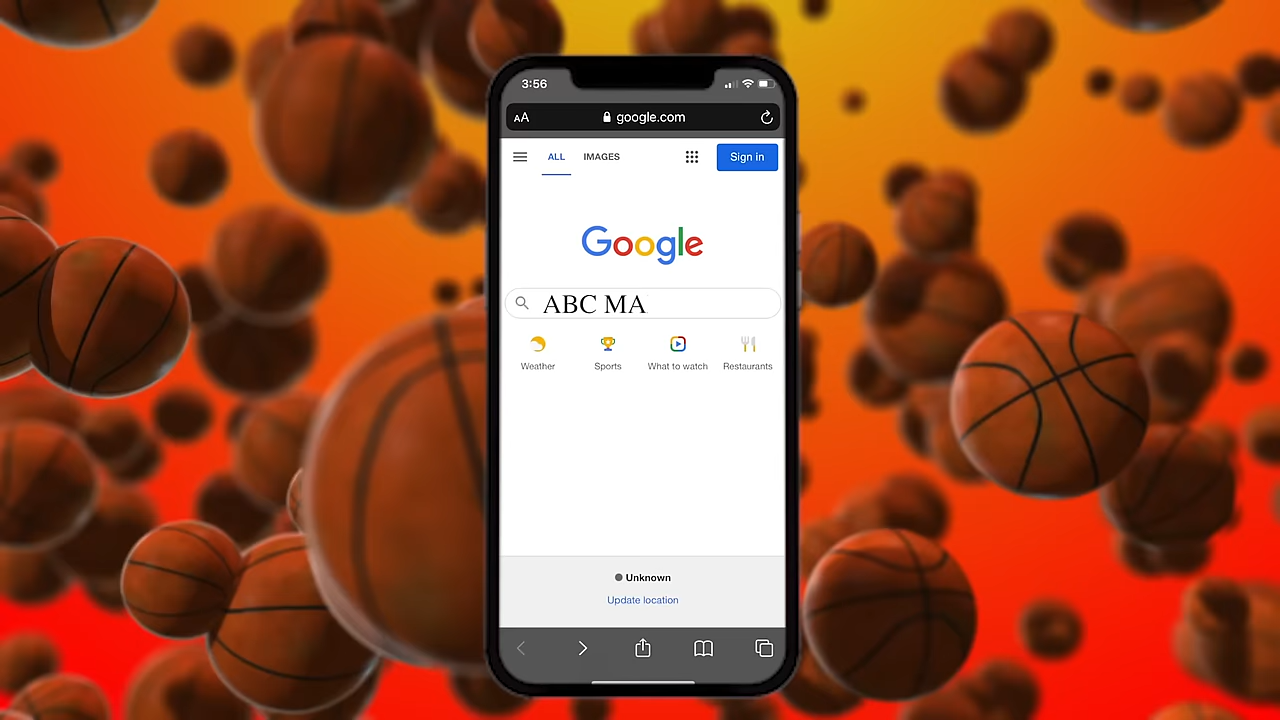 3:56
AA google.com
ALL IMAGES Sign in
Google
ABC MA
Weather Sports What to watch Restaurants
Unknown
Update location